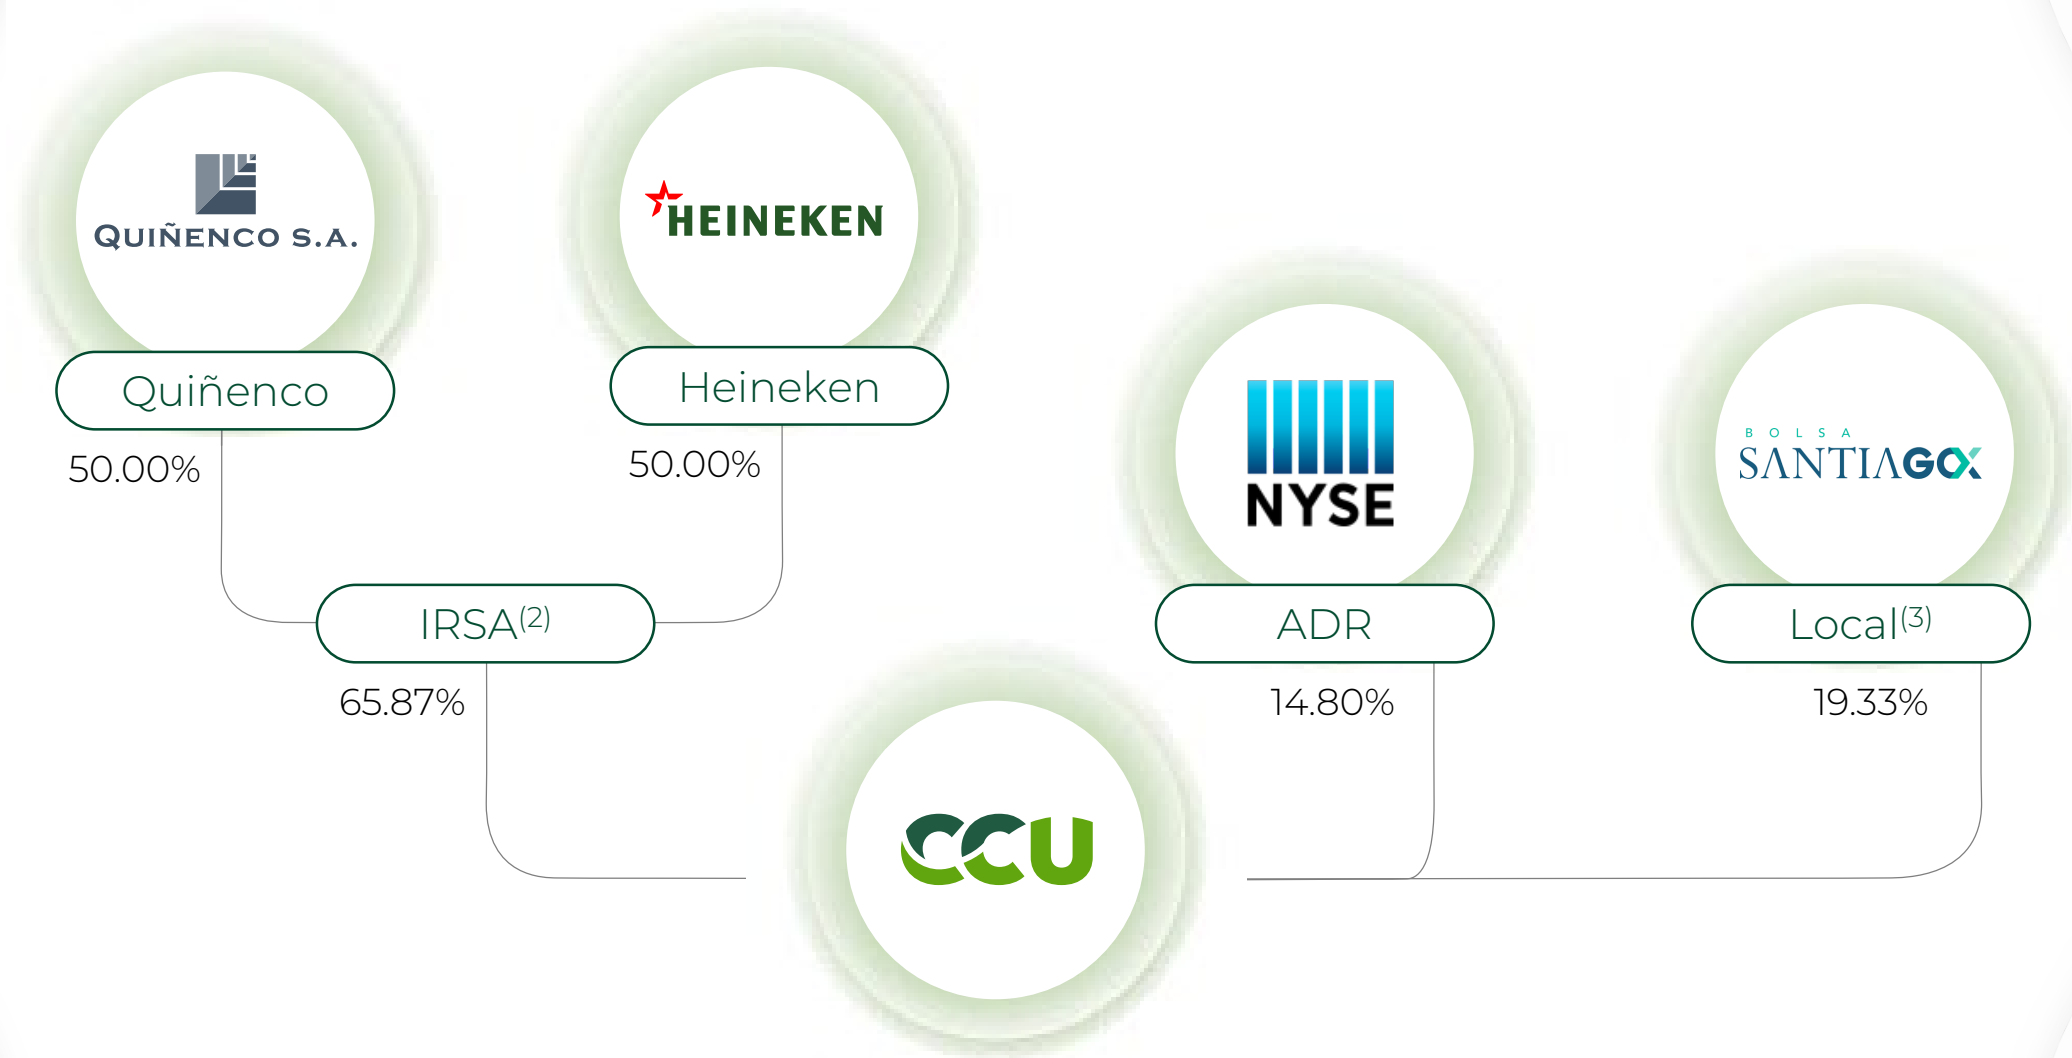 QUIÑENCO S.A.
Quiñenco
50.00%
HEINEKEN
Heineken
50.00%
IRSA(2)
65.87%
NYSE
ADR
14.80%
BOLSA
SANTIAGOX
Local(3)
19.33%
CCU